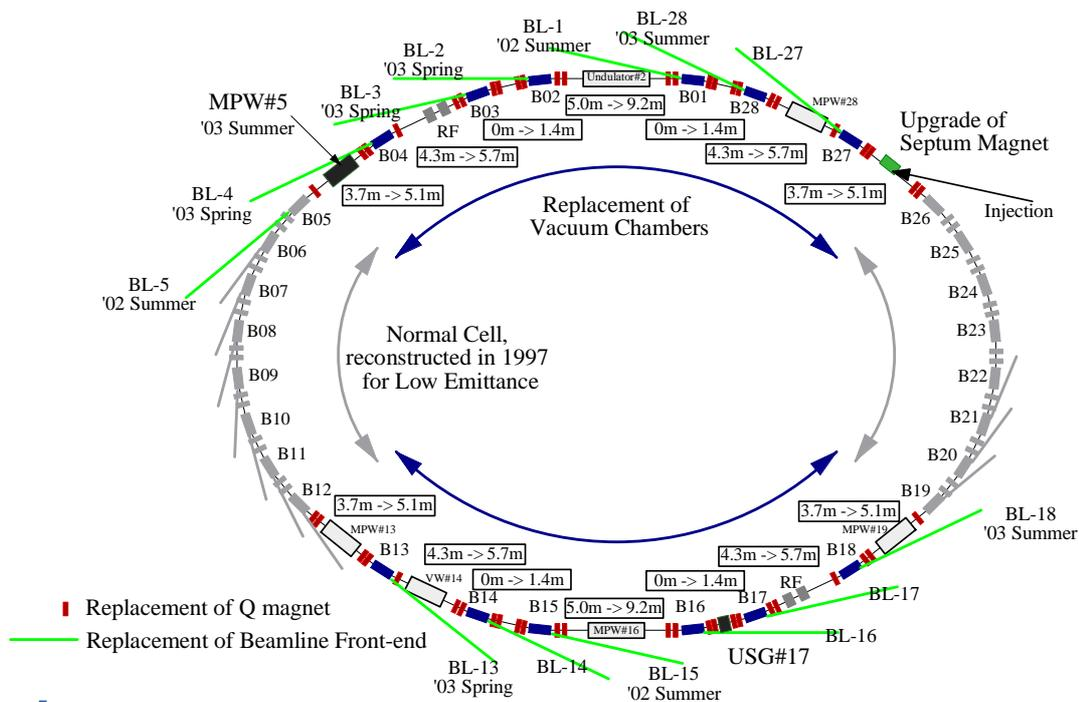 BL-1
'02 Summer
BL-28
'03 Summer
BL-27
BL-2
'03 Spring
BL-3
'03 Spring
MPW#5
'03 Summer
Undulator#2
B02
B01
B03
B28
RF
B04
MPW#28
B27
5.0m -> 9.2m
0m -> 1.4m
0m -> 1.4m
4.3m -> 5.7m
4.3m -> 5.7m
3.7m -> 5.1m
3.7m -> 5.1m
Upgrade of
Septum Magnet
Injection
BL-4
'03 Spring
BL-5
'02 Summer
B05
B06
B07
B08
B09
B10
B11
B12
B26
B25
B24
B23
B22
B21
B20
B19
Replacement of
Vacuum Chambers
Normal Cell,
reconstructed in 1997
for Low Emittance
3.7m -> 5.1m
MPW#13
B13
4.3m -> 5.7m
VW#14
B14
0m -> 1.4m
B15
5.0m -> 9.2m
MPW#16
B16
0m -> 1.4m
B17
4.3m -> 5.7m
RF
B18
3.7m -> 5.1m
MPW#19
BL-18
'03 Summer
BL-17
BL-16
USG#17
BL-15
'02 Summer
BL-14
BL-13
'03 Spring
Replacement of Q magnet
Replacement of Beamline Front-end